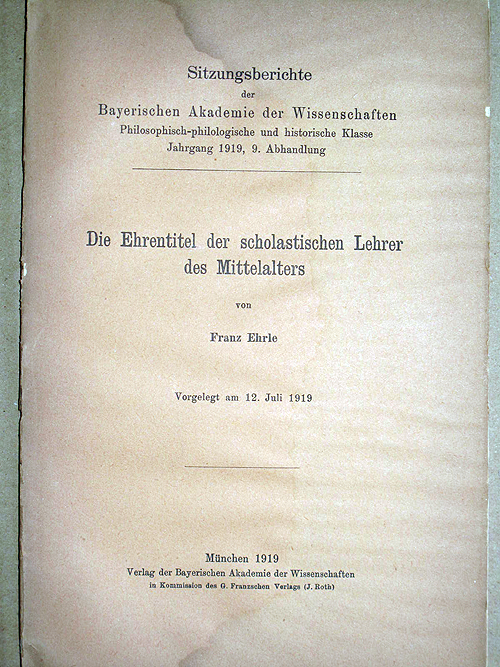 Sitzungsberichte
der
Bayerischen Akademie der Wissenschaften
Philosophisch-philologische und historische Klasse
Jahrgang 1919, 9. Abhandlung
Die Ehrentitel der scholastischen Lehrer
des Mittelalters
von
Franz Ehrle
Vorgelegt am 12. Juli 1919
München 1919
Verlag der Bayerischen Akademie der Wissenschaften
in Kommission des G. Franzschen Verlags (J. Roth)